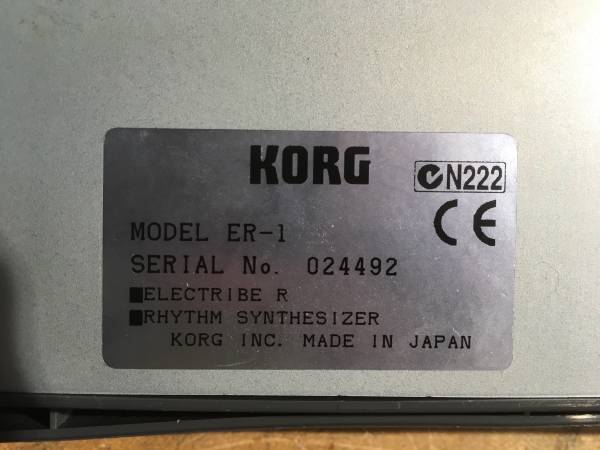 KORG
N222
MODEL ER-1
CE
SERIAL No. 024492
■ELECTRIBE R
■RHYTHM SYNTHESIZER
KORG INC. MADE IN JAPAN